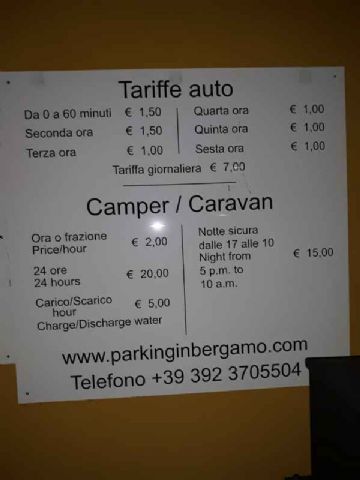 Tariffe auto
Da 0 a 60 minuti € 1,50
Seconda ora € 1,50
Terza ora € 1,00
Quarta ora € 1,00
Quinta ora € 1,00
Sesta ora € 1,00
Tariffa giornaliera € 7,00
Camper / Caravan
Ora o frazione
Price/hour € 2,00
24 ore
24 hours € 20,00
Carico/Scarico € 5,00
hour
Charge/Discharge water
Notte sicura
dalle 17 alle 10
Night from € 15,00
5 p.m. to
10 a.m.
www.parkinginbergamo.com
Telefono +39 392 3705504